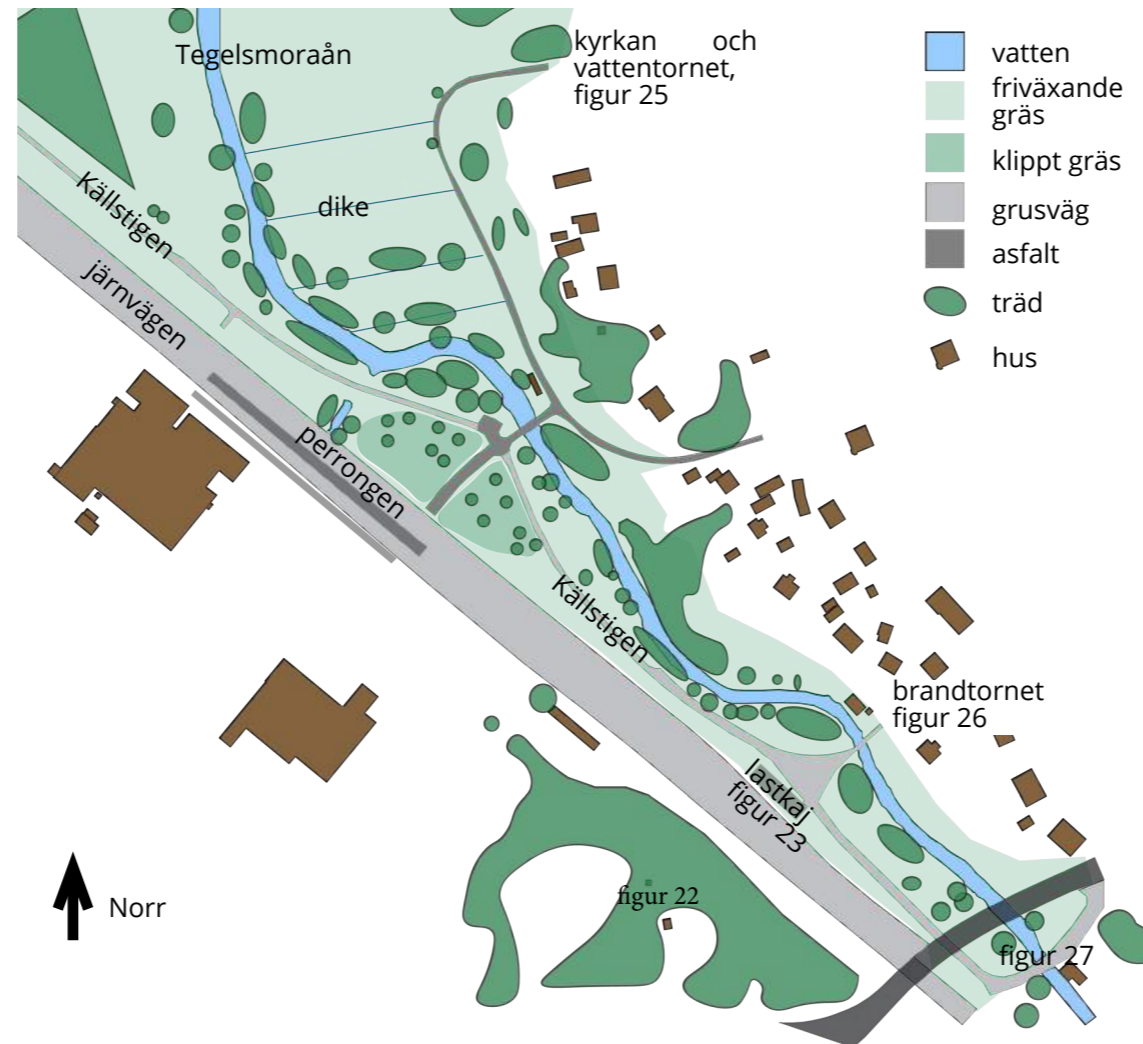 Tegelsmoraån
kyrkan och
vattentornet,
figur 25
vatten
friväxande
gräs
klippt gräs
grusväg
asfalt
träd
hus
Källstigen
dike
järnvägen
perrongen
Källstigen
brandtornet
figur 26
lastkaj
figur 23
figur 22
Norr
figur 27